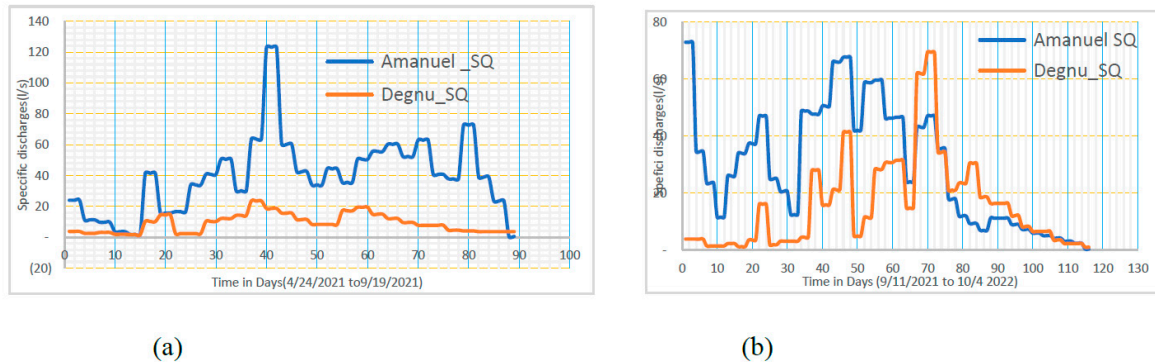 140
120
100
80
60
40
20
-
(20)
Specific discharges(l/s)
Amanuel _SQ
Degnu_SQ
0 10 20 30 40 50 60 70 80 90 100
Time in Days(4/24/2021 to9/19/2021)
(a)
80
60
40
20
-
Amanuel SQ
Degnu_SQ
0 10 20 30 40 50 60 70 80 90 100 110 120 130
Time in Days (9/11/2021 to 10/4 2022)
(b)